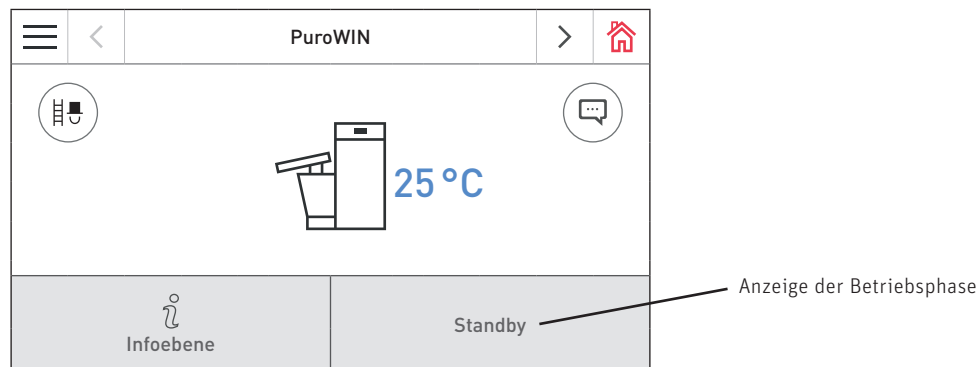 PuroWIN
25 °C
Infoebene
Standby
Anzeige der Betriebsphase